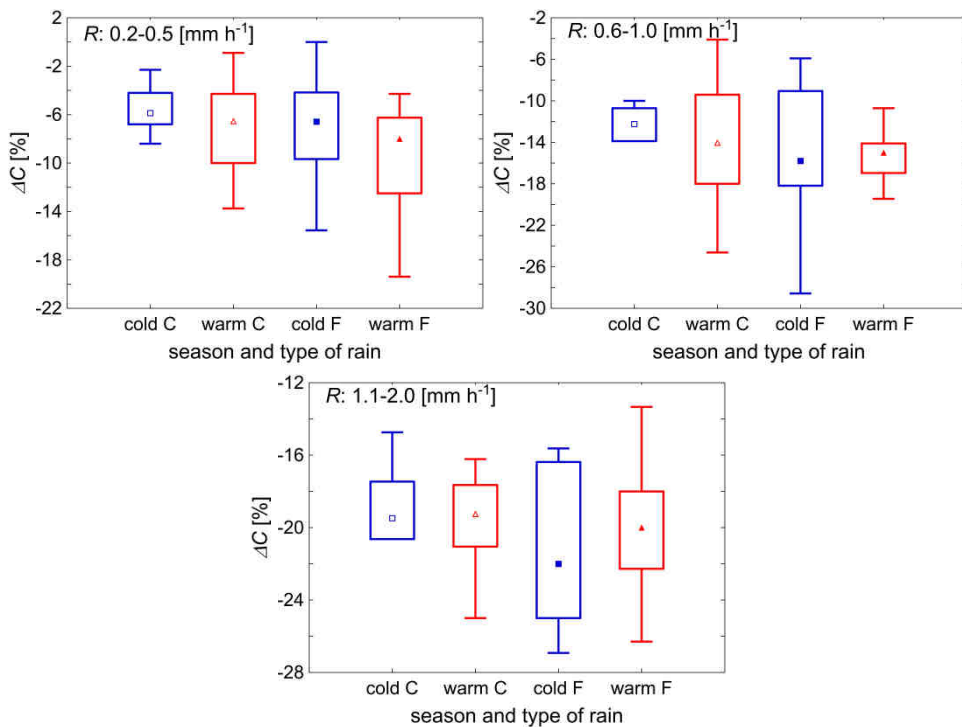 R: 0.2-0.5 [mm h⁻¹]
2
-2
-6
-10
-14
-18
-22
ΔC [%]
cold C warm C cold F warm F
season and type of rain
R: 0.6-1.0 [mm h⁻¹]
-2
-6
-10
-14
-18
-22
-26
-30
ΔC [%]
cold C warm C cold F warm F
season and type of rain
R: 1.1-2.0 [mm h⁻¹]
-12
-16
-20
-24
-28
ΔC [%]
cold C warm C cold F warm F
season and type of rain